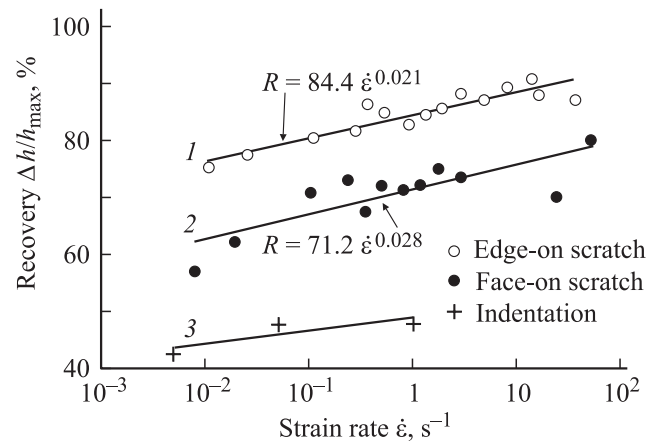 100
80
60
40
Recovery Δh/h_max, %
R = 84.4 ε̇^0.021
1
2
R = 71.2 ε̇^0.028
3
○ Edge-on scratch
● Face-on scratch
+ Indentation
10^−3 10^−2 10^−1 1 10 10^2
Strain rate ε̇, s^−1